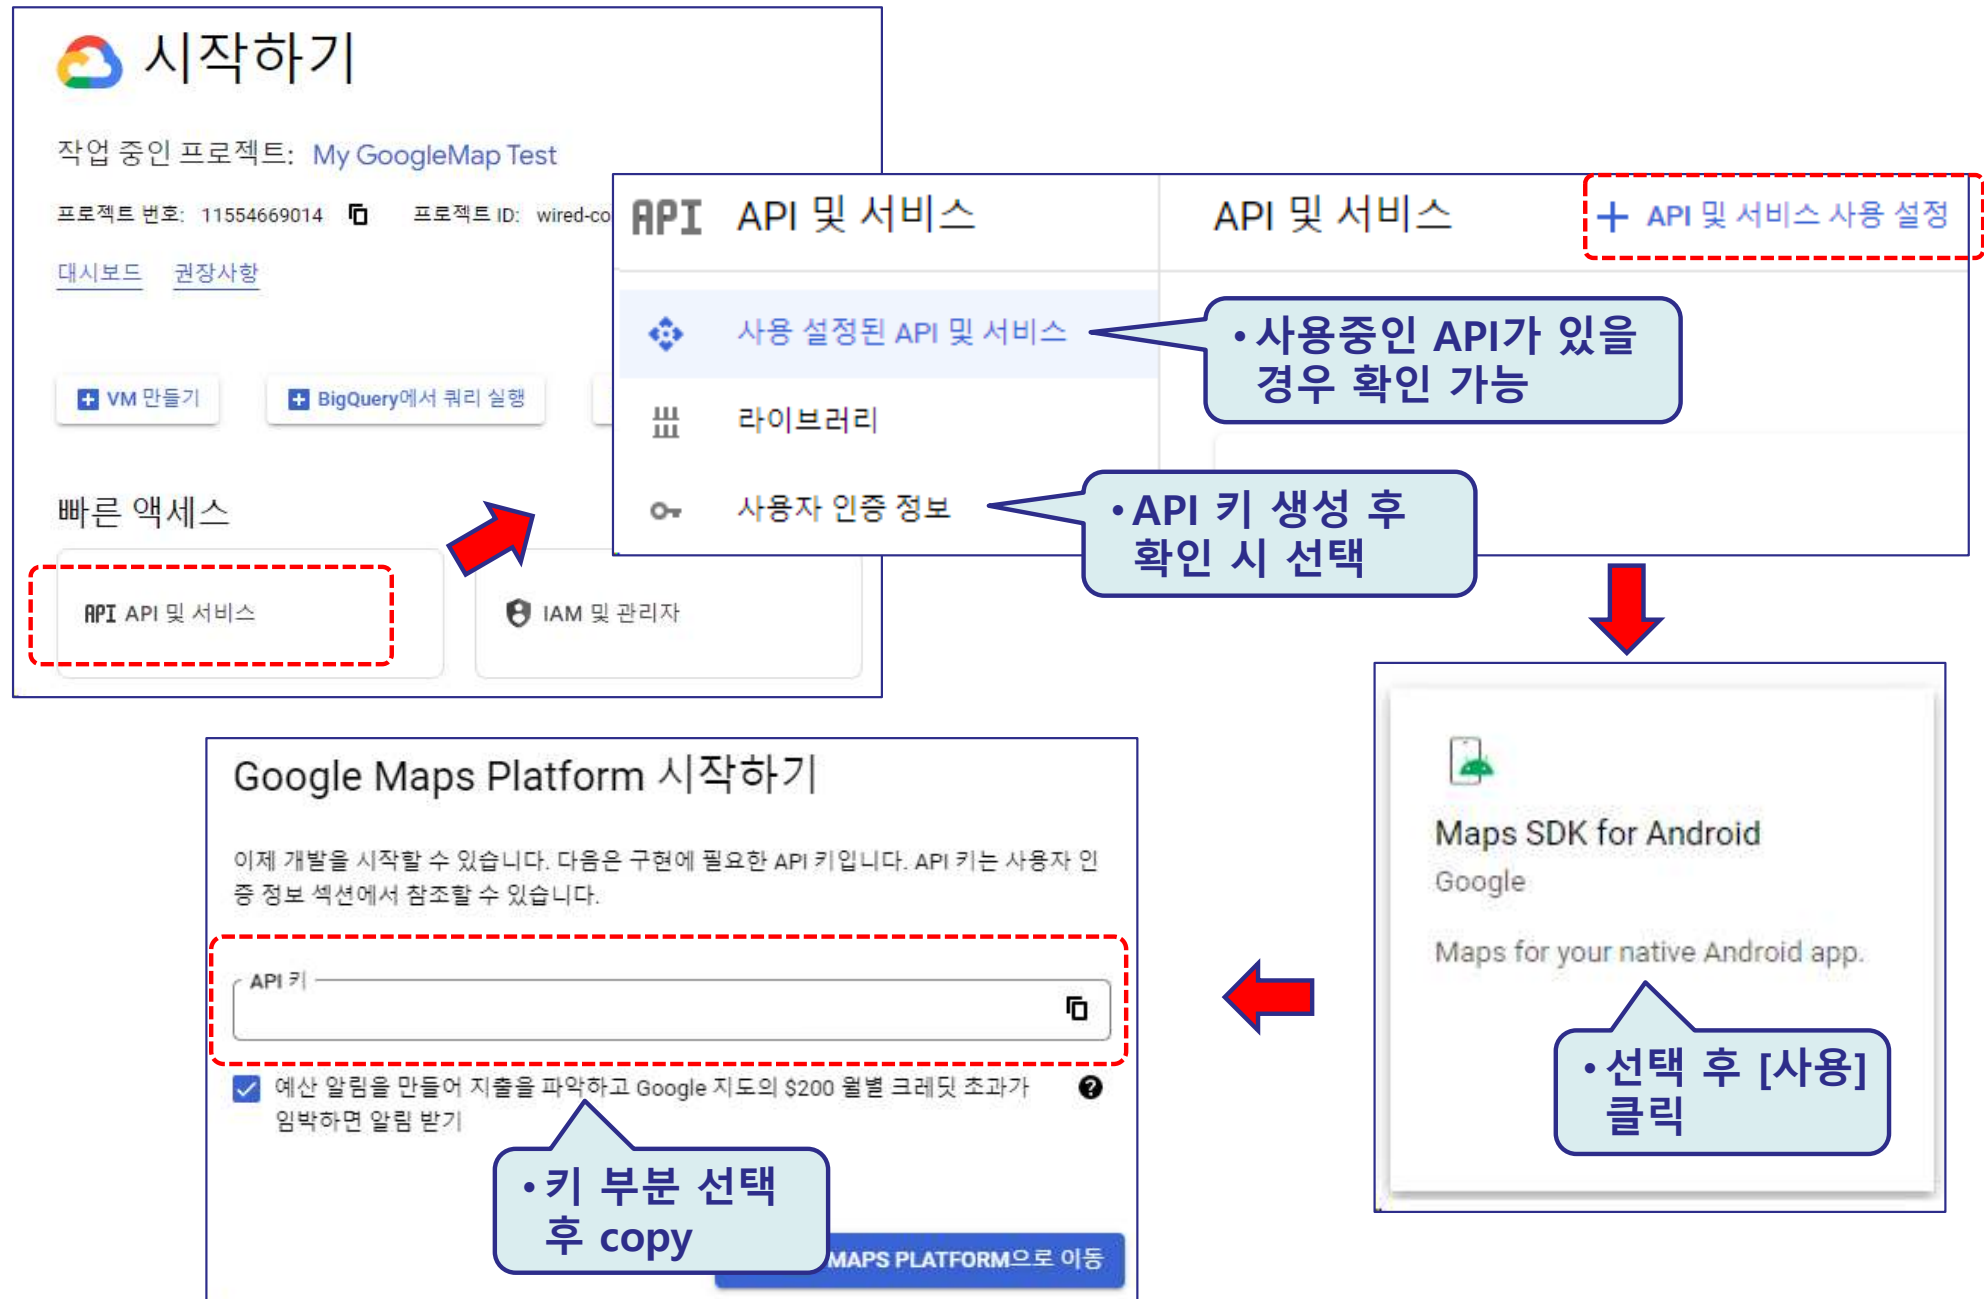 시작하기
작업 중인 프로젝트: My GoogleMap Test
프로젝트 번호: 11554669014 프로젝트 ID: wired-co
대시보드 권장사항
VM 만들기 BigQuery에서 쿼리 실행
빠른 액세스
API API 및 서비스
IAM 및 관리자
API API 및 서비스
API 및 서비스
+ API 및 서비스 사용 설정
사용 설정된 API 및 서비스
• 사용중인 API가 있을
경우 확인 가능
라이브러리
사용자 인증 정보
• API 키 생성 후
확인 시 선택
Maps SDK for Android
Google
Maps for your native Android app.
• 선택 후 [사용]
클릭
Google Maps Platform 시작하기
이제 개발을 시작할 수 있습니다. 다음은 구현에 필요한 API 키입니다. API 키는 사용자 인
증 정보 섹션에서 참조할 수 있습니다.
API 키
예산 알림을 만들어 지출을 파악하고 Google 지도의 $200 월별 크레딧 초과가
임박하면 알림 받기
• 키 부분 선택
후 copy
MAPS PLATFORM으로 이동